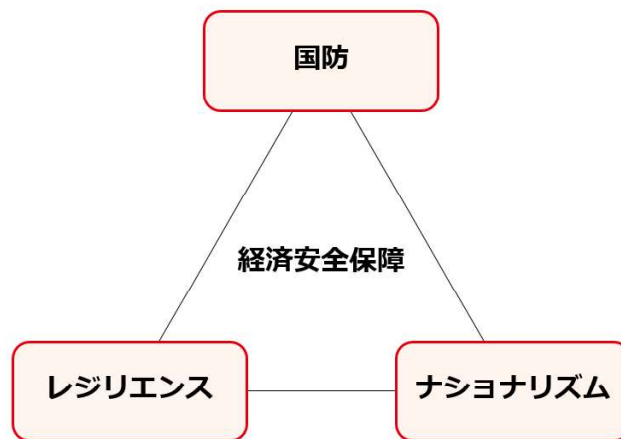 国防
経済安全保障
レジリエンス
ナショナリズム